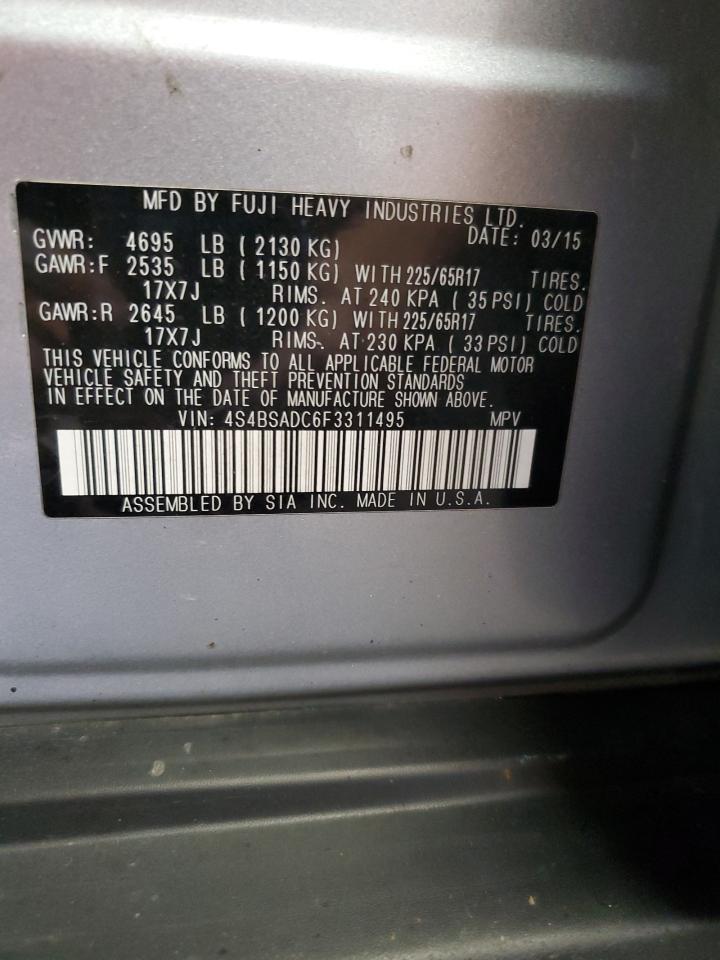 MFD BY FUJI HEAVY INDUSTRIES LTD.
DATE: 03/15
GVWR: 4695 LB ( 2130 KG)
GAWR:F 2535 LB ( 1150 KG) WITH 225/65R17 TIRES.
17X7J RIMS. AT 240 KPA ( 35 PSI) COLD
GAWR:R 2645 LB ( 1200 KG) WITH 225/65R17 TIRES.
17X7J RIMS. AT 230 KPA ( 33 PSI) COLD
THIS VEHICLE CONFORMS TO ALL APPLICABLE FEDERAL MOTOR
VEHICLE SAFETY AND THEFT PREVENTION STANDARDS
IN EFFECT ON THE DATE OF MANUFACTURE SHOWN ABOVE.
VIN: 4S4BSADC6F3311495 MPV
ASSEMBLED BY SIA INC. MADE IN U.S.A.